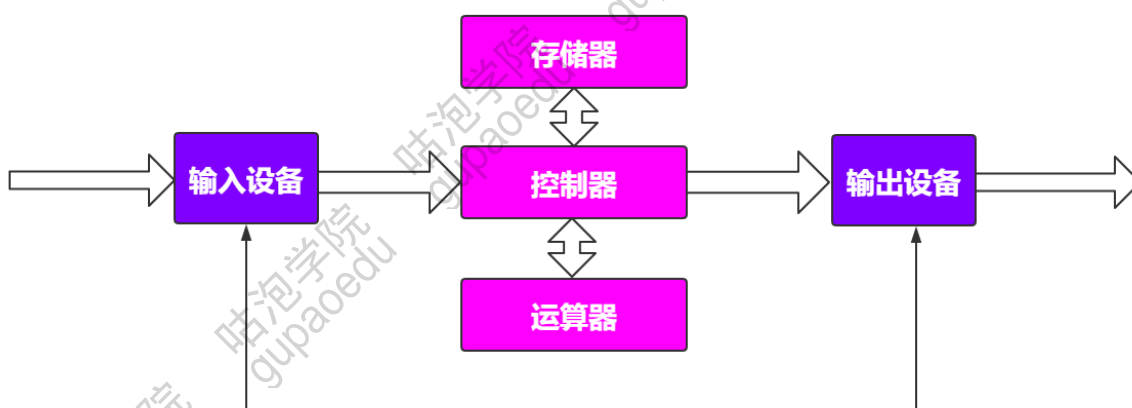 存储器
输入设备
控制器
输出设备
运算器
咕泡学院
gupaoedu
咕泡学院
gupaoedu